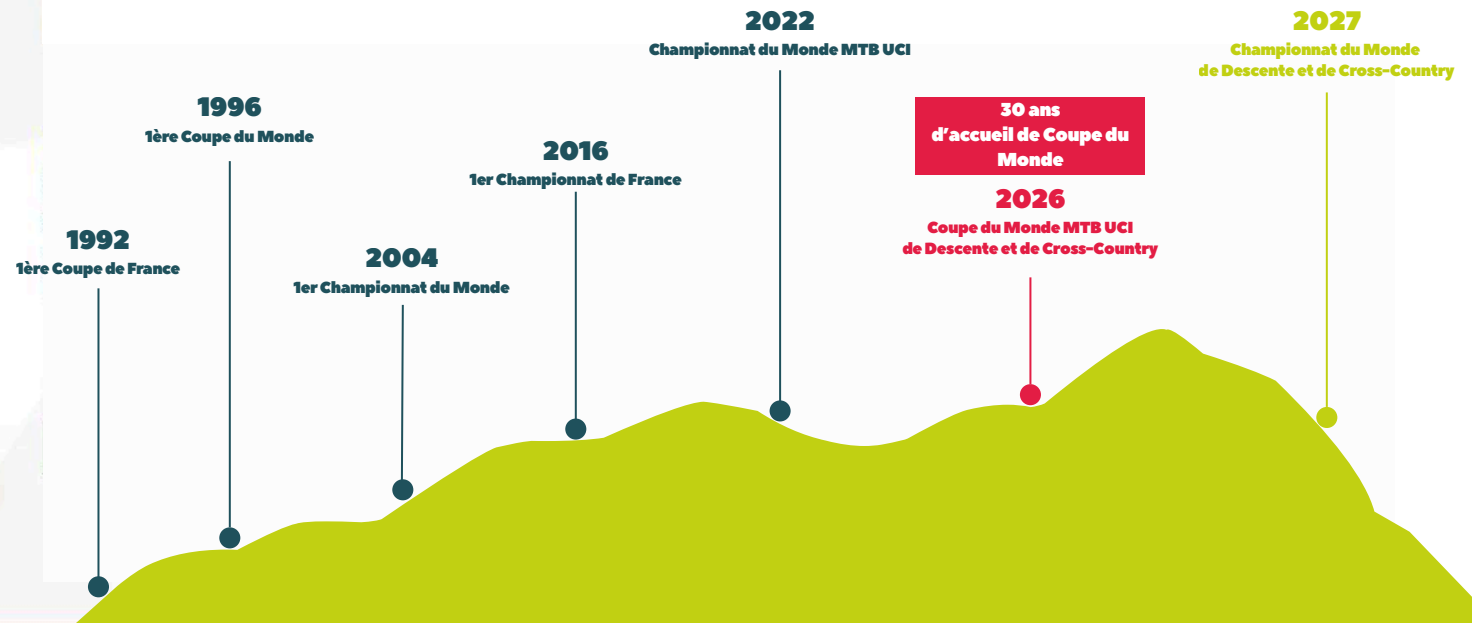 1992
1ère Coupe de France
1996
1ère Coupe du Monde
2004
1er Championnat du Monde
2016
1er Championnat de France
2022
Championnat du Monde MTB UCI
30 ans
d'accueil de Coupe du
Monde
2026
Coupe du Monde MTB UCI
de Descente et de Cross-Country
2027
Championnat du Monde
de Descente et de Cross-Country